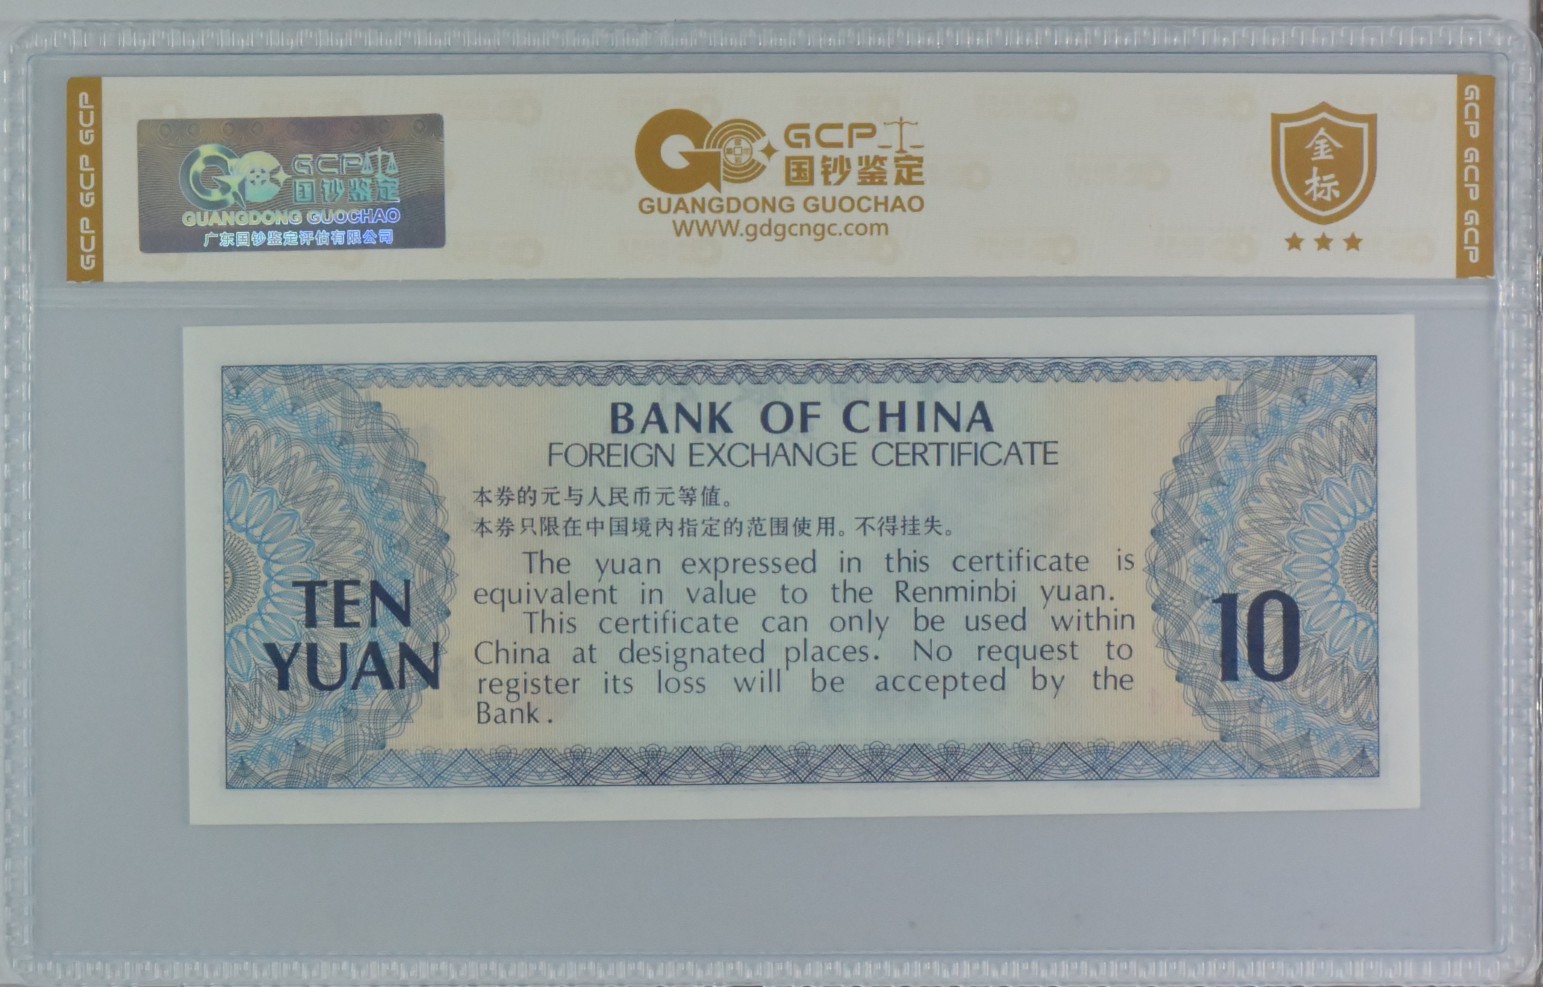 GCP GCP GCP
GCP
国钞鉴定
GUANGDONG GUOCHAO
广东国钞鉴定评估有限公司
GCP
国钞鉴定
GUANGDONG GUOCHAO
WWW.gdgcngc.com
金
标
GCP GCP GCP
BANK OF CHINA
FOREIGN EXCHANGE CERTIFICATE
本券的元与人民币元等值。
本券只限在中国境内指定的范围使用。不得挂失。
The yuan expressed in this certificate is
equivalent in value to the Renminbi yuan.
This certificate can only be used within
China at designated places. No request to
register its loss will be accepted by the
Bank.
TEN
YUAN
10